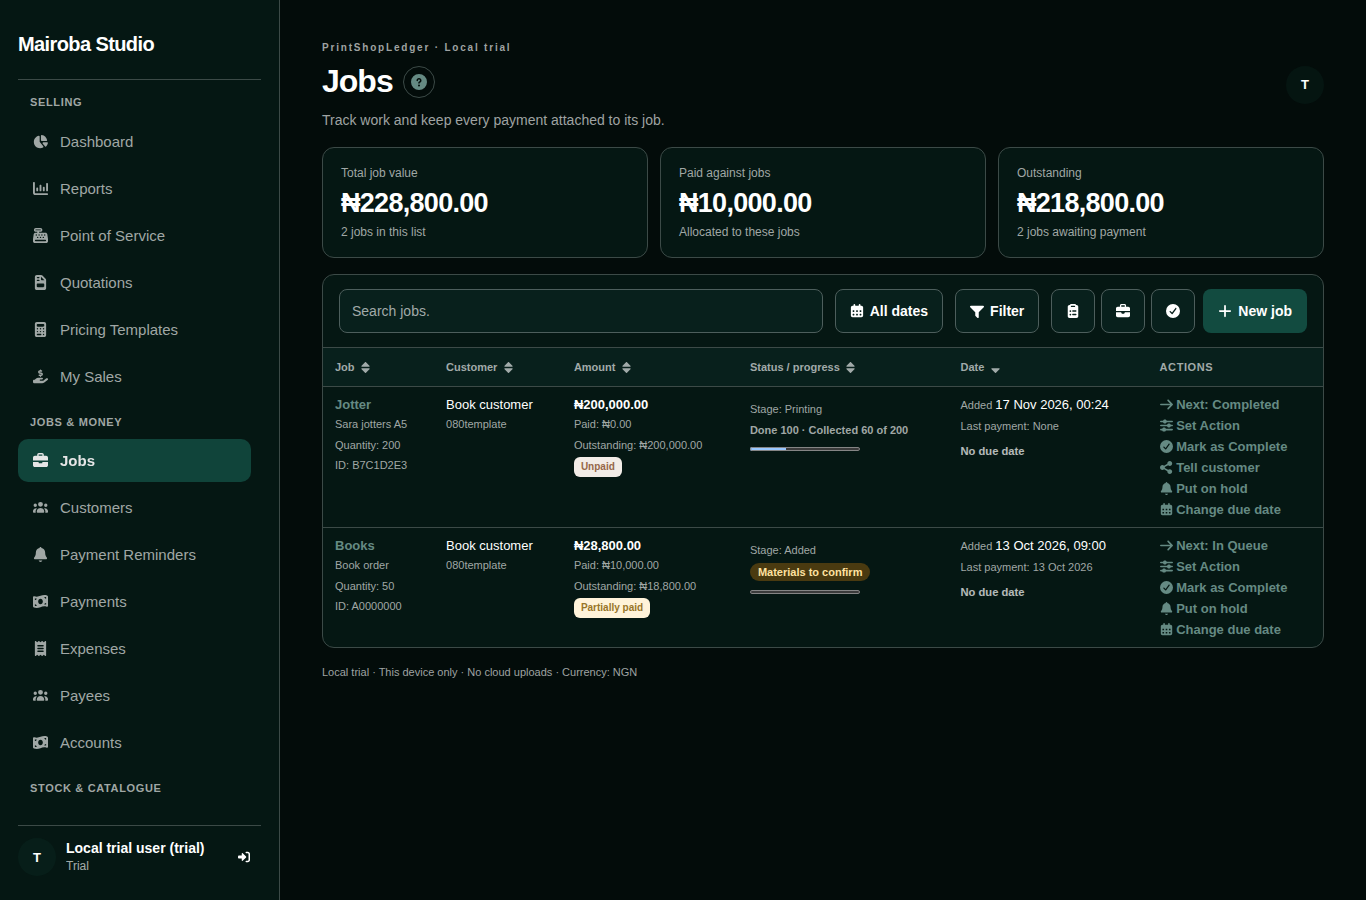 Mairoba Studio
SELLING
Dashboard
Reports
Point of Service
Quotations
Pricing Templates
My Sales
JOBS & MONEY
Jobs
Customers
Payment Reminders
Payments
Expenses
Payees
Accounts
STOCK & CATALOGUE
T
Local trial user (trial)
Trial
PrintShopLedger · Local trial
Jobs
T
Track work and keep every payment attached to its job.
Total job value
₦228,800.00
2 jobs in this list
Paid against jobs
₦10,000.00
Allocated to these jobs
Outstanding
₦218,800.00
2 jobs awaiting payment
Search jobs.
All dates
Filter
New job
Job
Customer
Amount
Status / progress
Date
ACTIONS
Jotter
Sara jotters A5
Quantity: 200
ID: B7C1D2E3
Book customer
080template
₦200,000.00
Paid: ₦0.00
Outstanding: ₦200,000.00
Unpaid
Stage: Printing
Done 100 · Collected 60 of 200
Added 17 Nov 2026, 00:24
Last payment: None
No due date
Next: Completed
Set Action
Mark as Complete
Tell customer
Put on hold
Change due date
Books
Book order
Quantity: 50
ID: A0000000
Book customer
080template
₦28,800.00
Paid: ₦10,000.00
Outstanding: ₦18,800.00
Partially paid
Stage: Added
Materials to confirm
Added 13 Oct 2026, 09:00
Last payment: 13 Oct 2026
No due date
Next: In Queue
Set Action
Mark as Complete
Put on hold
Change due date
Local trial · This device only · No cloud uploads · Currency: NGN